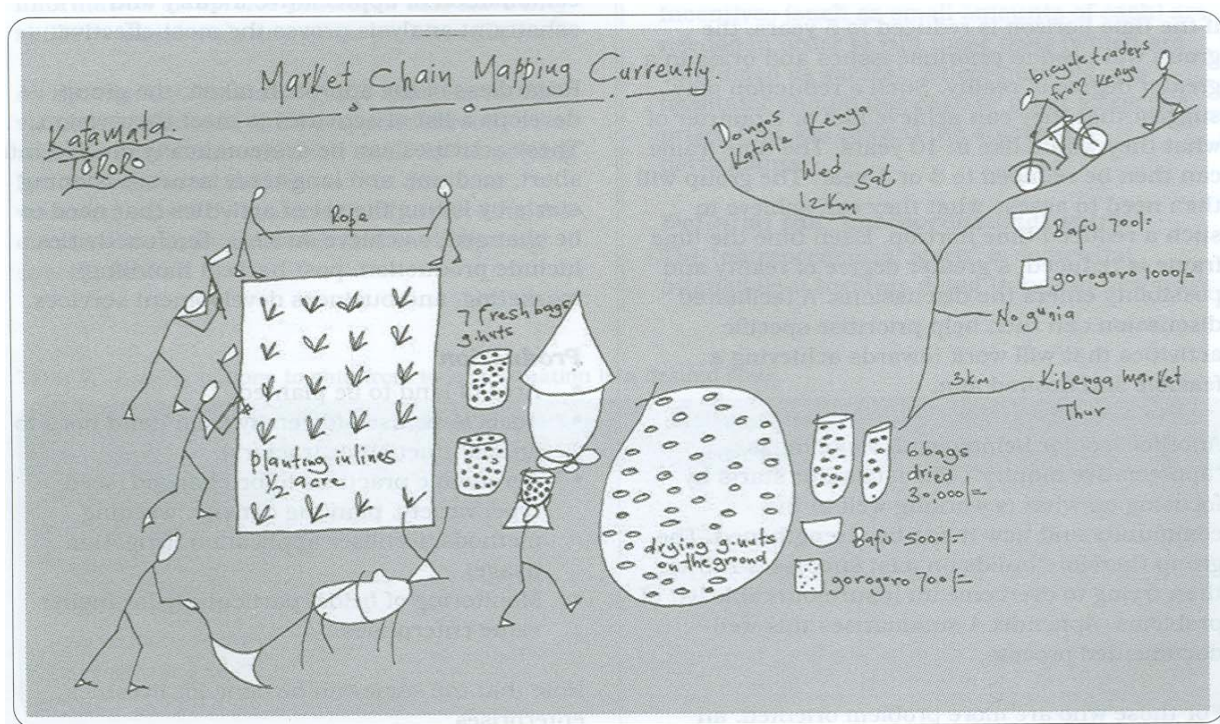 Market Chain Mapping Currently.
Katamata.
TORORO
Rope
planting in lines
1/2 acre
7 fresh bags
g-nuts
drying g-nuts
on the ground
Dongos Kenya
Katala
Wed Sat
12km
bicycle traders
from Kenya
Bafu 700/=
gorogoro 1000/=
No gunia
3km Kibenga market
Thur
6 bags
dried
30,000/=
Bafu 5000/=
gorogoro 700/=